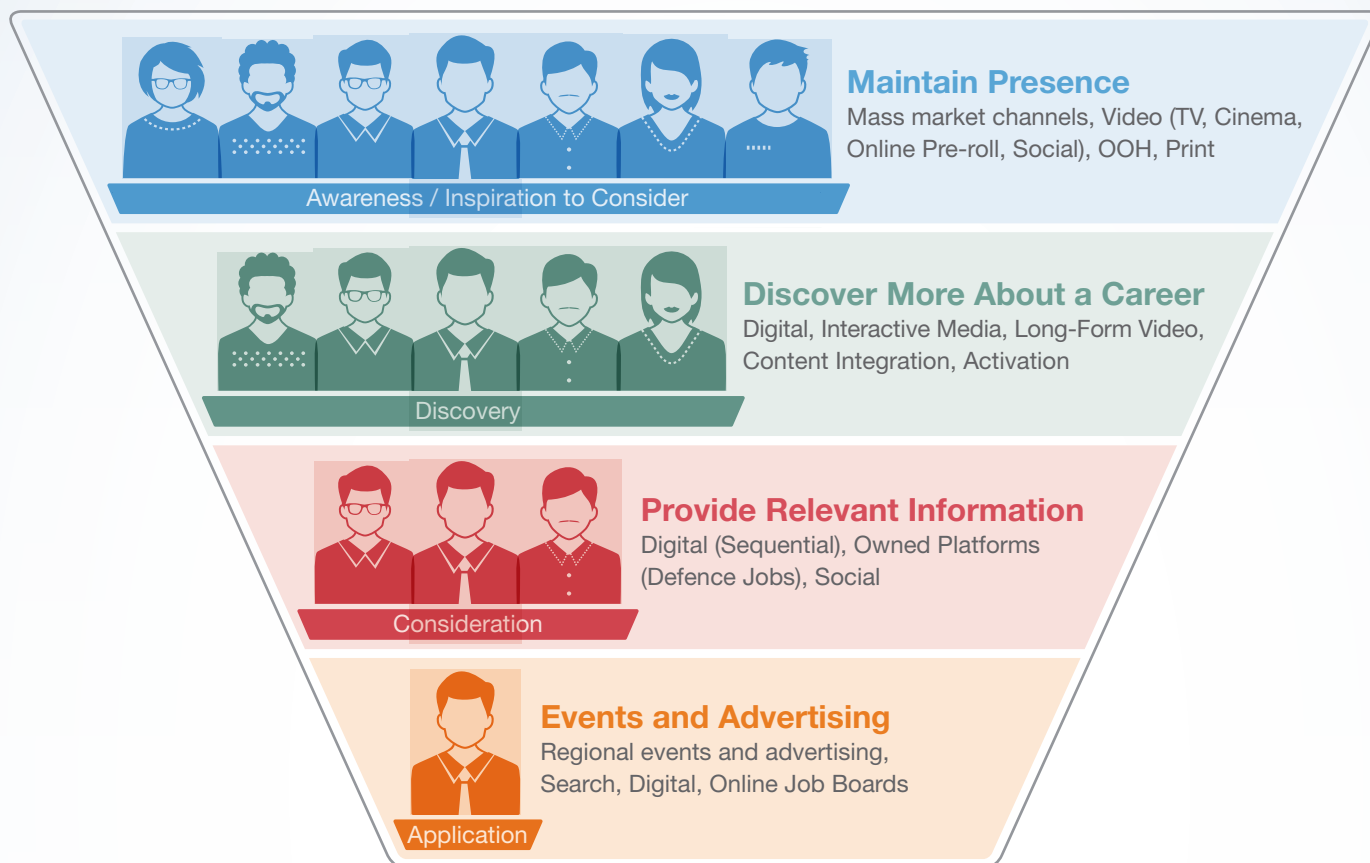 Maintain Presence
Mass market channels, Video (TV, Cinema,
Online Pre-roll, Social), OOH, Print
Awareness / Inspiration to Consider
Discover More About a Career
Digital, Interactive Media, Long-Form Video,
Content Integration, Activation
Discovery
Provide Relevant Information
Digital (Sequential), Owned Platforms
(Defence Jobs), Social
Consideration
Events and Advertising
Regional events and advertising,
Search, Digital, Online Job Boards
Application